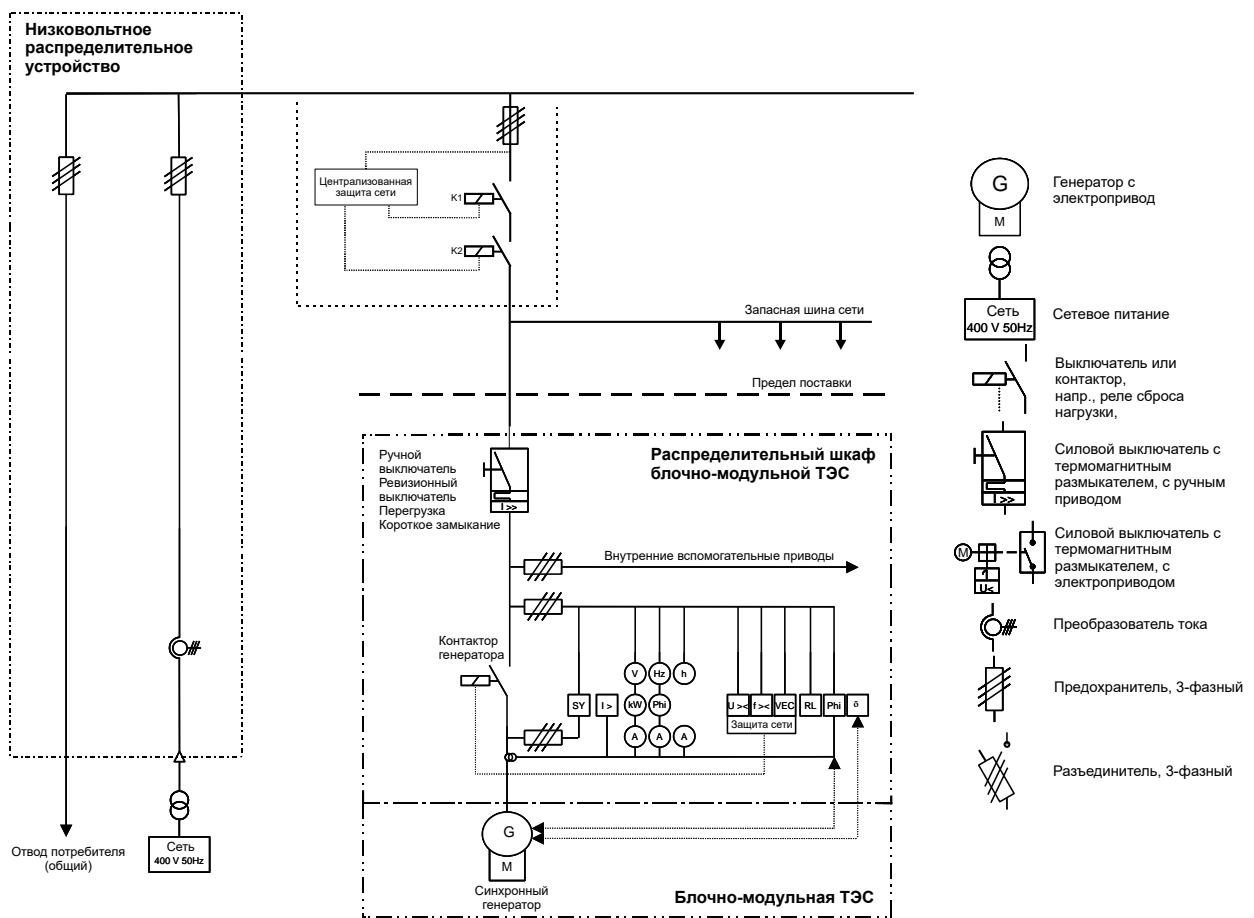 Низковольтное
распределительное
устройство
Централизованная
защита сети
K1
K2
Запасная шина сети
Предел поставки
Ручной
выключатель
Ревизионный
выключатель
Перегрузка
Короткое замыкание
I >>
Распределительный шкаф
блочно-модульной ТЭС
Внутренние вспомогательные приводы
Контактор
генератора
V Hz h
SY I > kW Phi U >< f >< VEC RL Phi õ
Защита сети
A A A
G
M
Синхронный
генератор
Блочно-модульная ТЭС
Отвод потребителя
(общий)
Сеть
400 V 50Hz
G
M
Генератор с
электропривод
Сеть
400 V 50Hz
Сетевое питание
Выключатель или
контактор,
напр., реле сброса
нагрузки,
I >>
Силовой выключатель с
термомагнитным
размыкателем, с ручным
приводом
M
U<
Силовой выключатель с
термомагнитным
размыкателем, с
электроприводом
Преобразователь тока
Предохранитель, 3-фазный
Разъединитель, 3-фазный